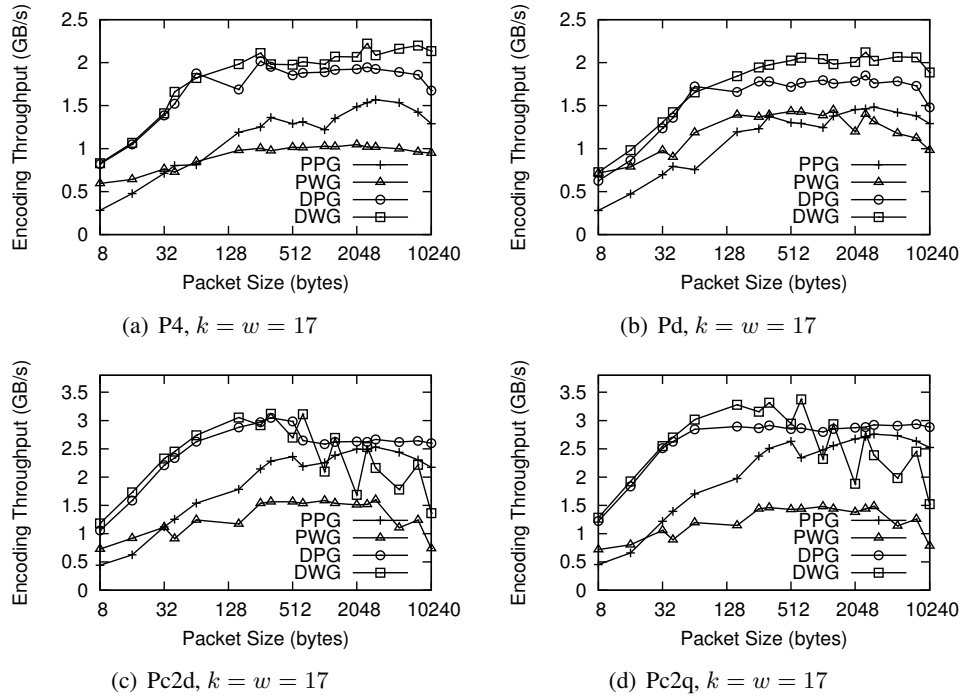 Encoding Throughput (GB/s)
2.5
2
1.5
1
0.5
0
PPG
PWG
DPG
DWG
8 32 128 512 2048 10240
Packet Size (bytes)
(a) P4, k = w = 17
Encoding Throughput (GB/s)
2.5
2
1.5
1
0.5
0
PPG
PWG
DPG
DWG
8 32 128 512 2048 10240
Packet Size (bytes)
(b) Pd, k = w = 17
Encoding Throughput (GB/s)
3.5
3
2.5
2
1.5
1
0.5
0
PPG
PWG
DPG
DWG
8 32 128 512 2048 10240
Packet Size (bytes)
(c) Pc2d, k = w = 17
Encoding Throughput (GB/s)
3.5
3
2.5
2
1.5
1
0.5
0
PPG
PWG
DPG
DWG
8 32 128 512 2048 10240
Packet Size (bytes)
(d) Pc2q, k = w = 17